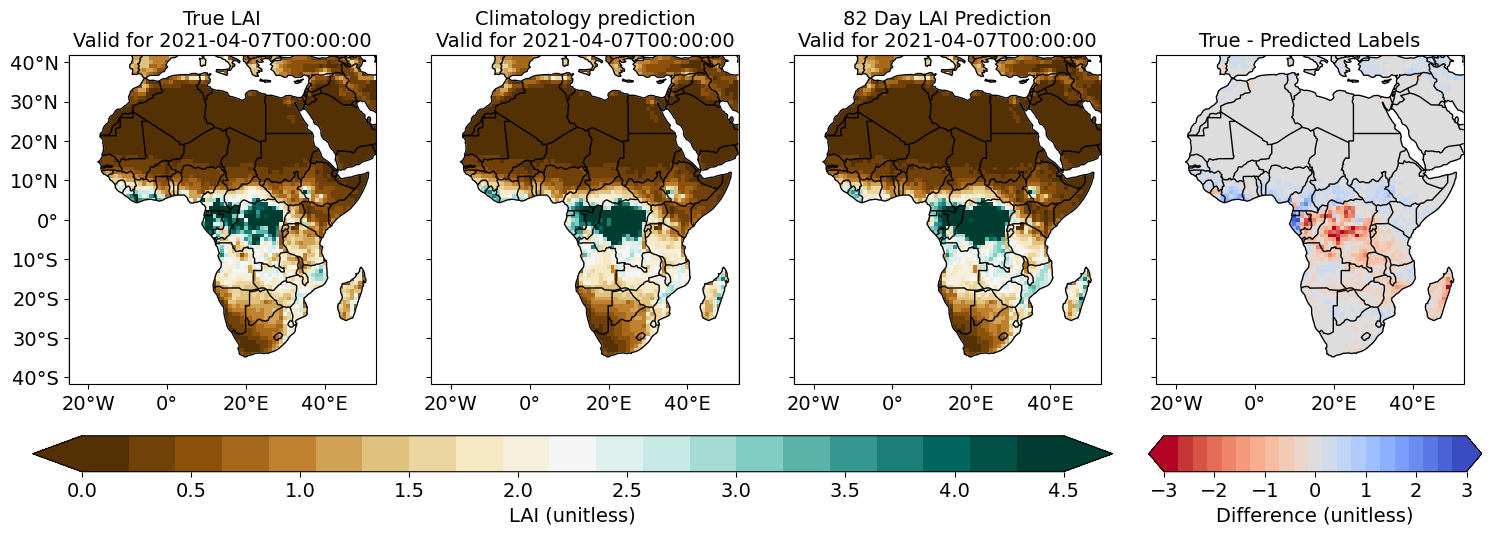 True LAI
Valid for 2021-04-07T00:00:00
Climatology prediction
Valid for 2021-04-07T00:00:00
82 Day LAI Prediction
Valid for 2021-04-07T00:00:00
True - Predicted Labels
40°N
30°N
20°N
10°N
0°
10°S
20°S
30°S
40°S
20°W 0° 20°E 40°E
20°W 0° 20°E 40°E
20°W 0° 20°E 40°E
20°W 0° 20°E 40°E
0.0 0.5 1.0 1.5 2.0 2.5 3.0 3.5 4.0 4.5
LAI (unitless)
−3 −2 −1 0 1 2 3
Difference (unitless)